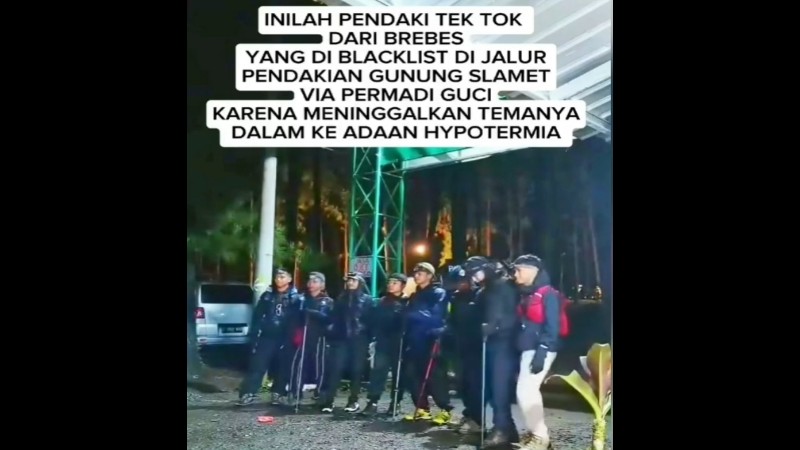 INILAH PENDAKI TEK TOK
DARI BREBES
YANG DI BLACKLIST DI JALUR
PENDAKIAN GUNUNG SLAMET
VIA PERMADI GUCI
KARENA MENINGGALKAN TEMANYA
DALAM KE ADAAN HYPOTERMIA